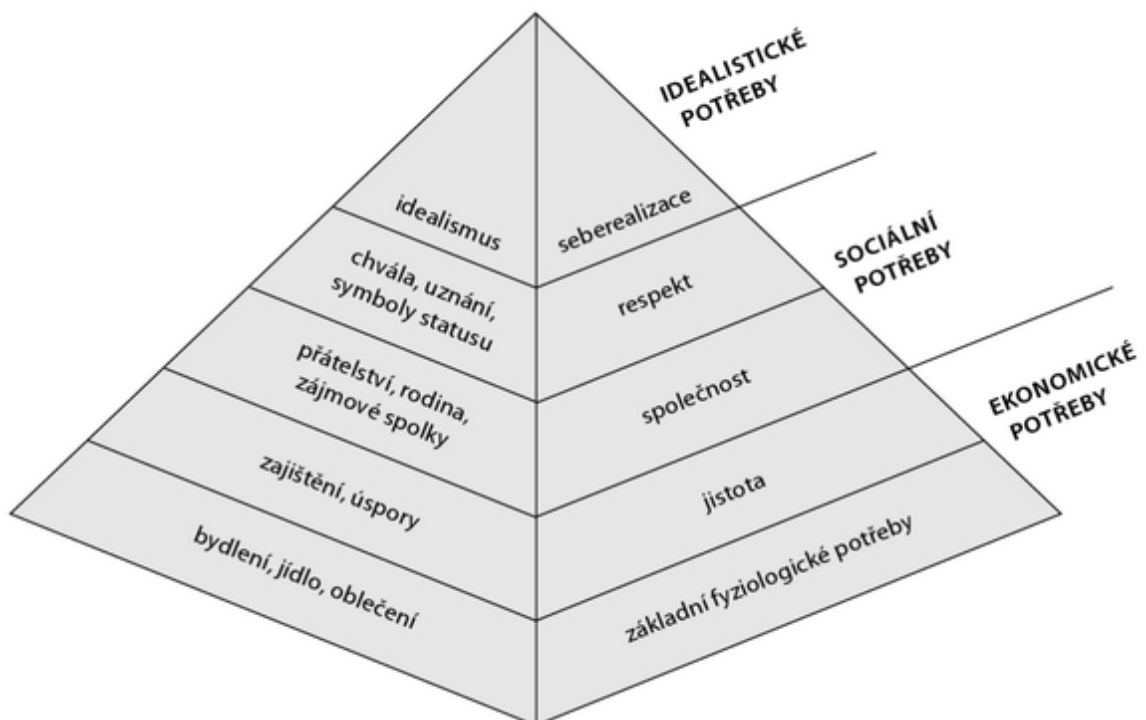 IDEALISTICKÉ
POTŘEBY
idealismus
seberealizace
SOCIÁLNÍ
POTŘEBY
chvála, uznání,
symboly statusu
respekt
přátelství, rodina,
zájmové spolky
společnost
EKONOMICKÉ
POTŘEBY
zajištění, úspory
jistota
bydlení, jídlo, oblečení
základní fyziologické potřeby